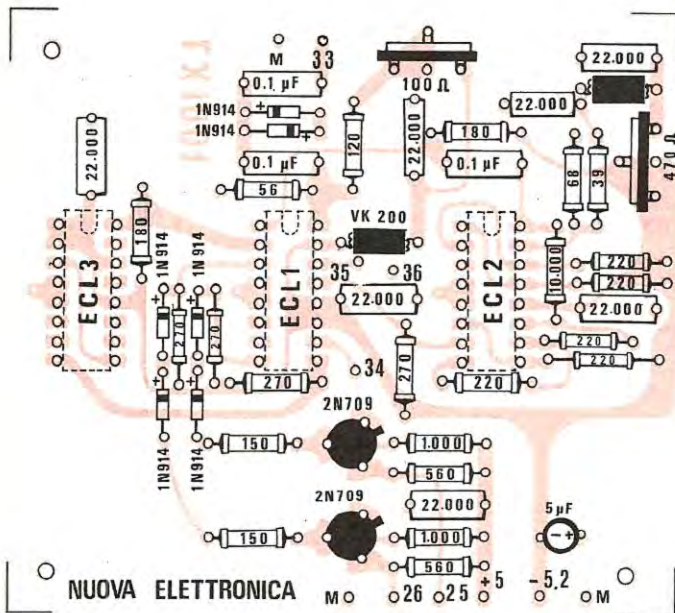 M 33
100 Ω
0.1 µF
1N914
1N914
0.1 µF
56
120
22.000
180
0.1 µF
22.000
22.000
68
39
470 Ω
22.000
180
ECL3
1N914
1N914
270
270
1N914
1N914
ECL1
270
VK 200
35
36
22.000
34
270
ECL2
220
10.000
220
220
22.000
220
220
2N709
150
1.000
560
2N709
150
22.000
1.000
560
5 µF
- +
NUOVA ELETTRONICA
M 26 25 +5 -5,2 M